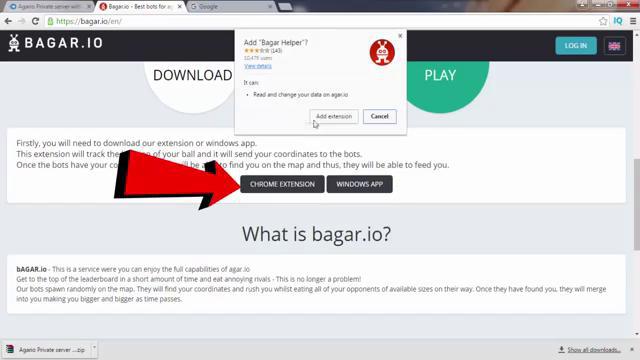 Agario Private server with
Bagar.io - Best bots for a
Google
https://bagar.io/en/
BAGAR.IO
LOG IN
Add "Bagar Helper"?
(143)
users
View details
It can:
• Read and change your data on agar.io
Add extension
Cancel
DOWNLOAD
PLAY
Firstly, you will need to download our extension or windows app.
This extension will track the of your ball and it will send your coordinates to the bots.
Once the bots have your to find you on the map and thus, they will be able to feed you.
CHROME EXTENSION
WINDOWS APP
What is bagar.io?
bAGAR.io - This is a service were you can enjoy the full capabilities of agar.io
Get to the top of the leaderboard in a short amount of time and eat annoying rivals - This is no longer a problem!
Our bots spawn randomly on the map. They will find your coordinates and rush you whilst eating all of your opponents of available sizes on their way. Once they have found you, they will merge
into you making you bigger and bigger as time passes.
Agario Private server ....zip
Show all downloads...